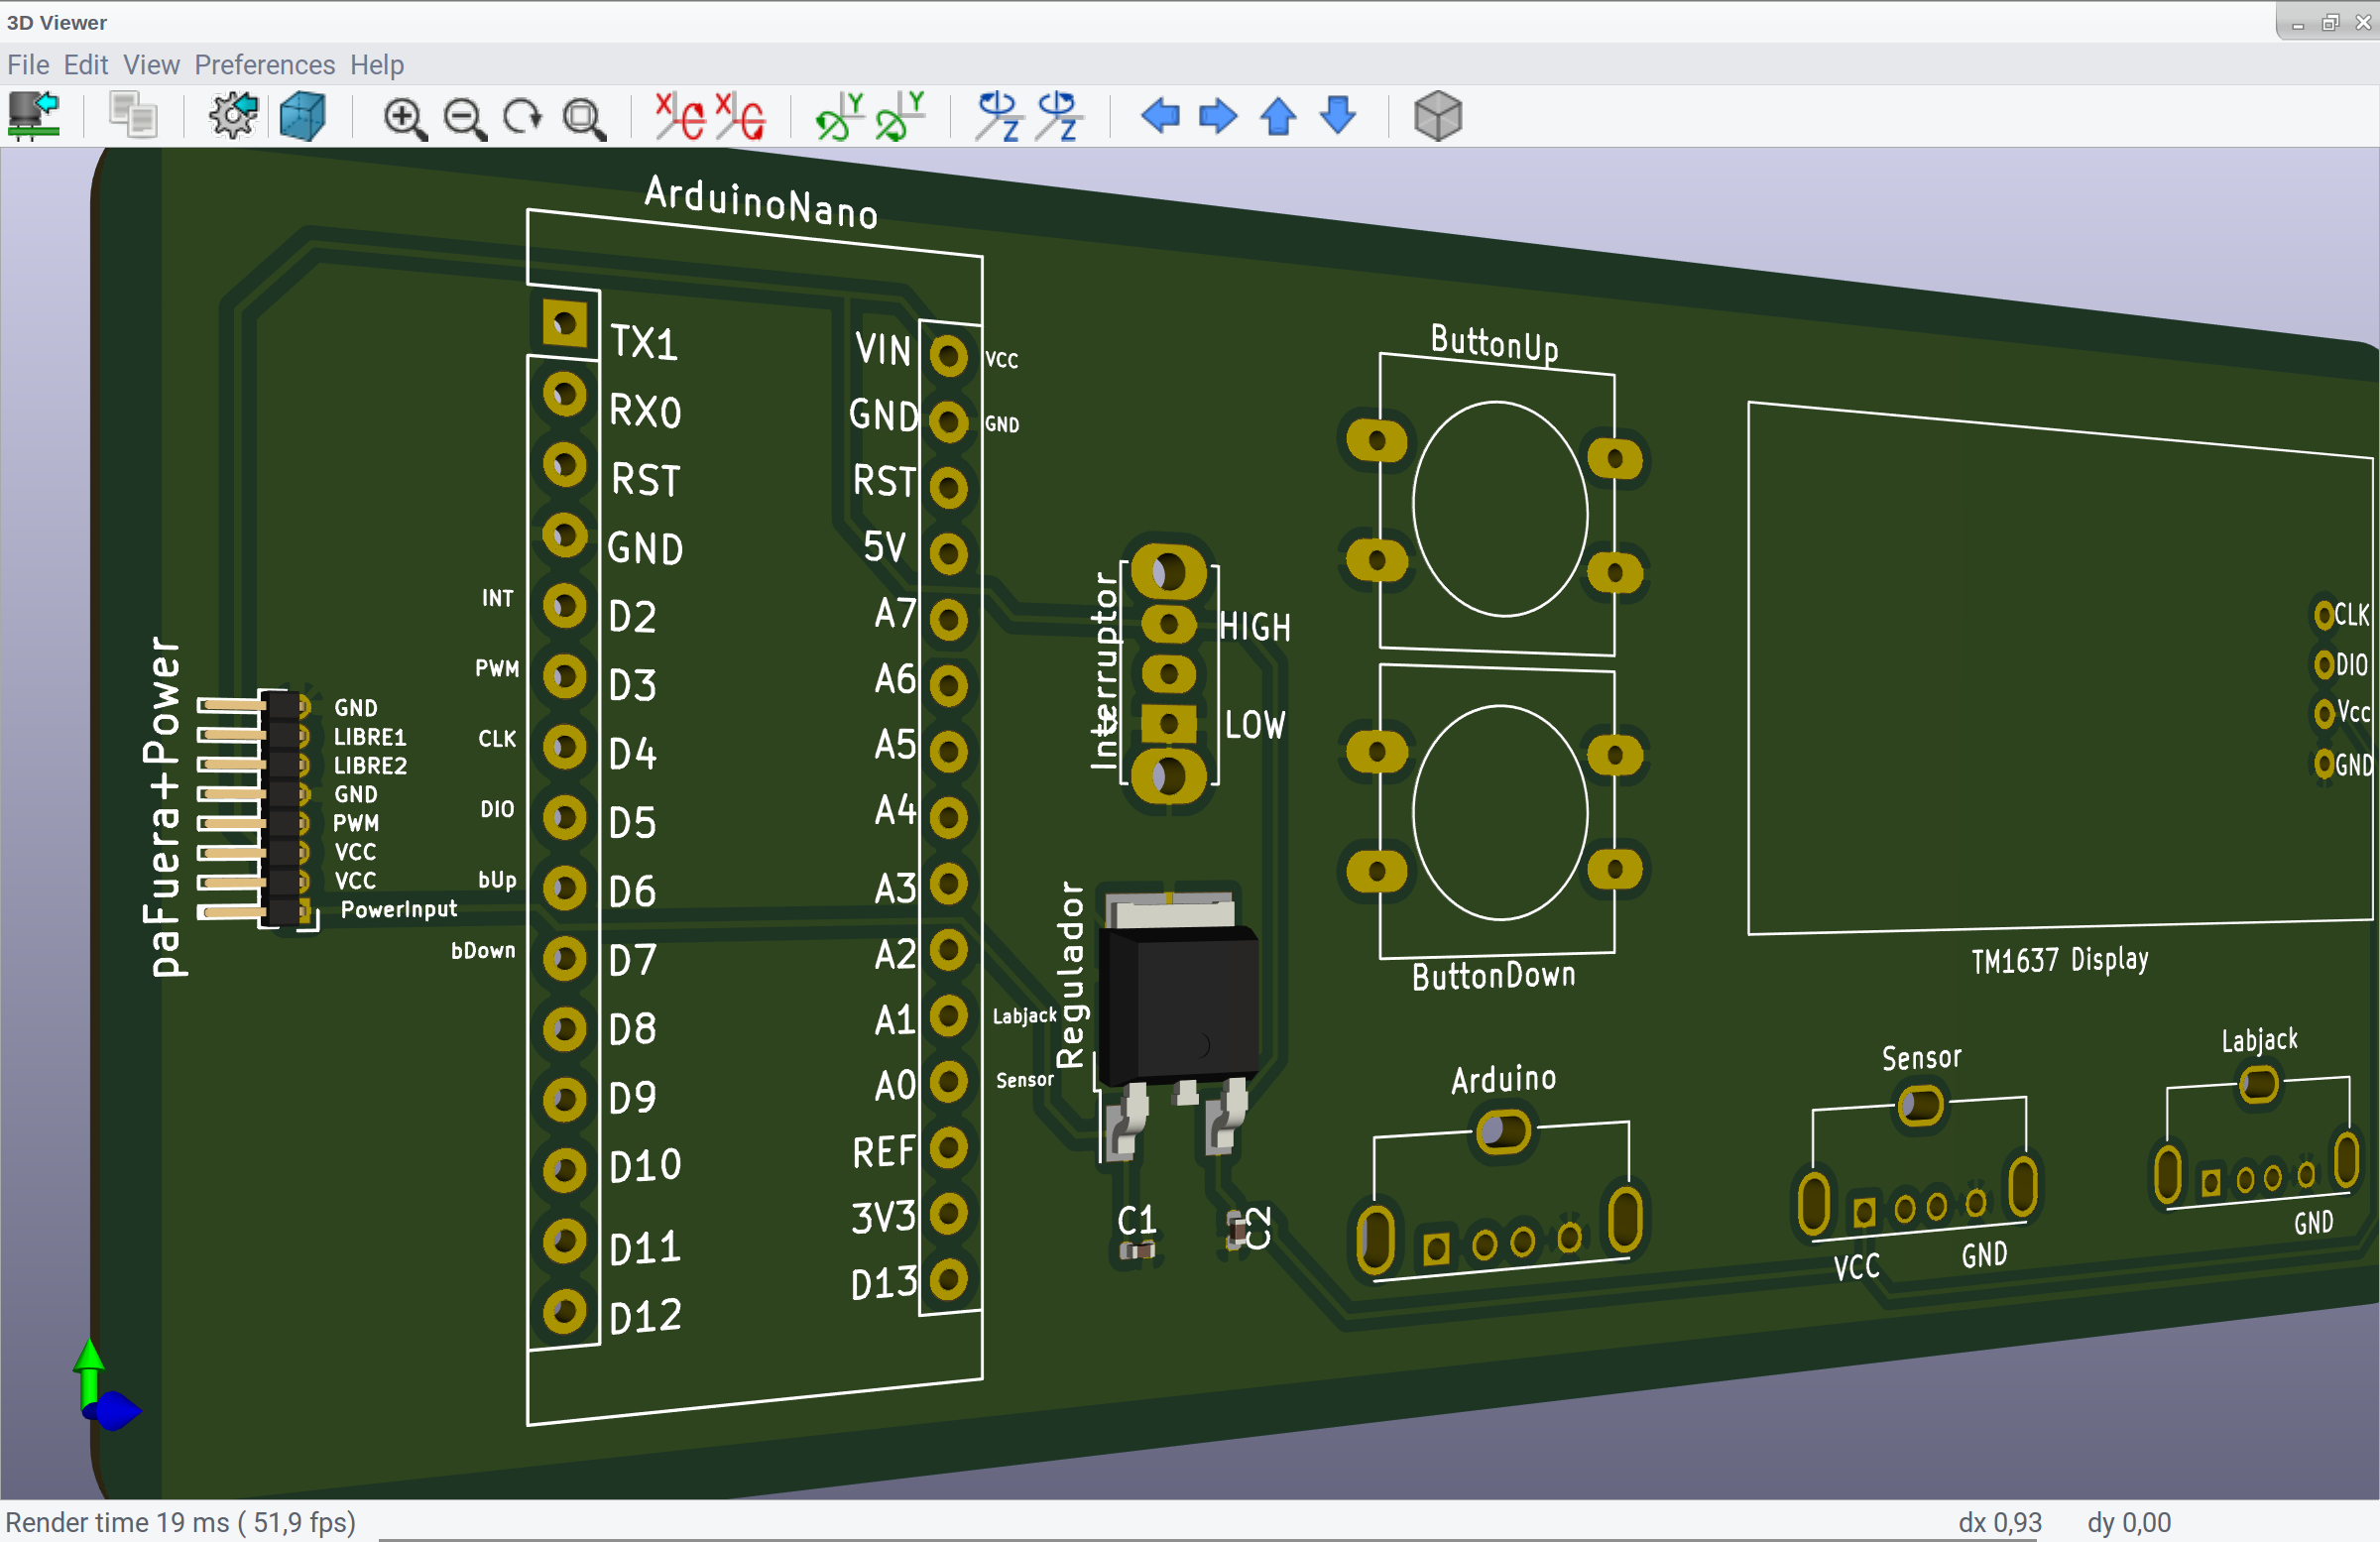 3D Viewer
File Edit View Preferences Help
ArduinoNano
TX1
RX0
RST
GND
D2
D3
D4
D5
D6
D7
D8
D9
D10
D11
D12
INT
PWM
CLK
DIO
bUp
bDown
VIN
GND
RST
5V
A7
A6
A5
A4
A3
A2
A1
A0
REF
3V3
D13
VCC
GND
Labjack
Sensor
paFuera+Power
GND
LIBRE1
LIBRE2
GND
PWM
VCC
VCC
PowerInput
Interruptor
HIGH
LOW
Regulador
C1
C2
ButtonUp
ButtonDown
CLK
DIO
Vcc
GND
TM1637 Display
Arduino
Sensor
VCC
GND
Labjack
GND
X X Y Y Z Z
Render time 19 ms ( 51,9 fps)
dx 0,93 dy 0,00